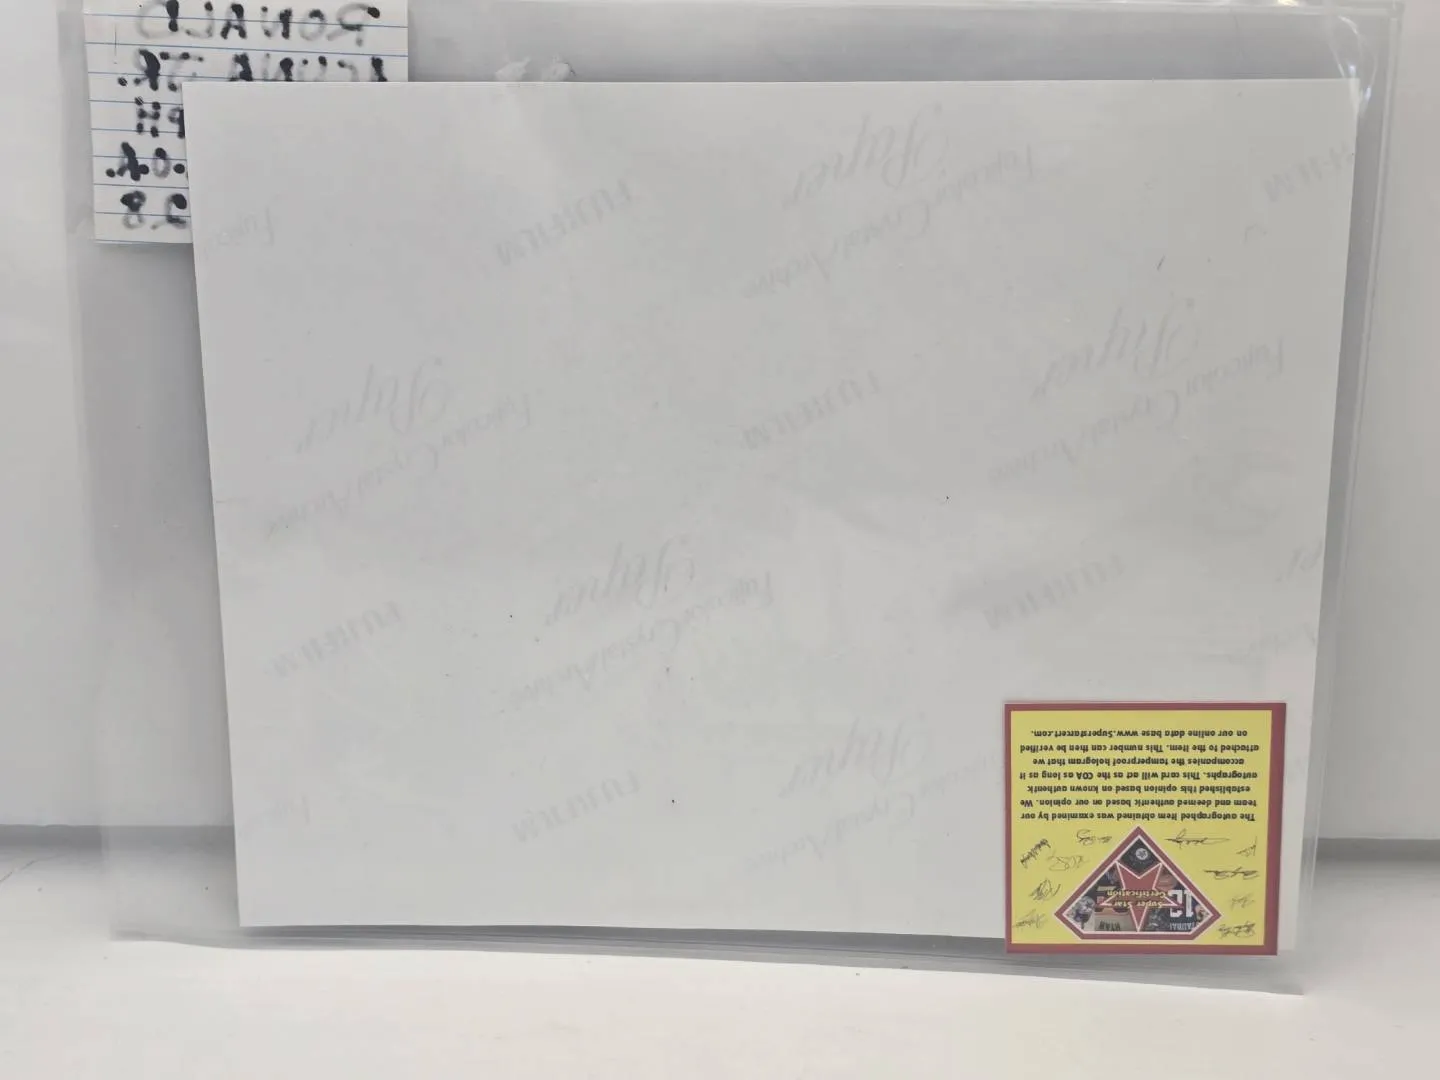 RONALD
ACUNA JR.
PH
.O.A.
28
FUJIFILM
Fujicolor Crystal Archive
Paper
The autographed item obtained was examined by our
team and deemed authentic based on our opinion. We
established this opinion based on known authentic
autographs. This card will act as the COA as long as it
accompanies the tamperproof hologram that we
attached to the item. This number can then be verified
on our online data base www.Superstarcert.com.
Super Star
Certification